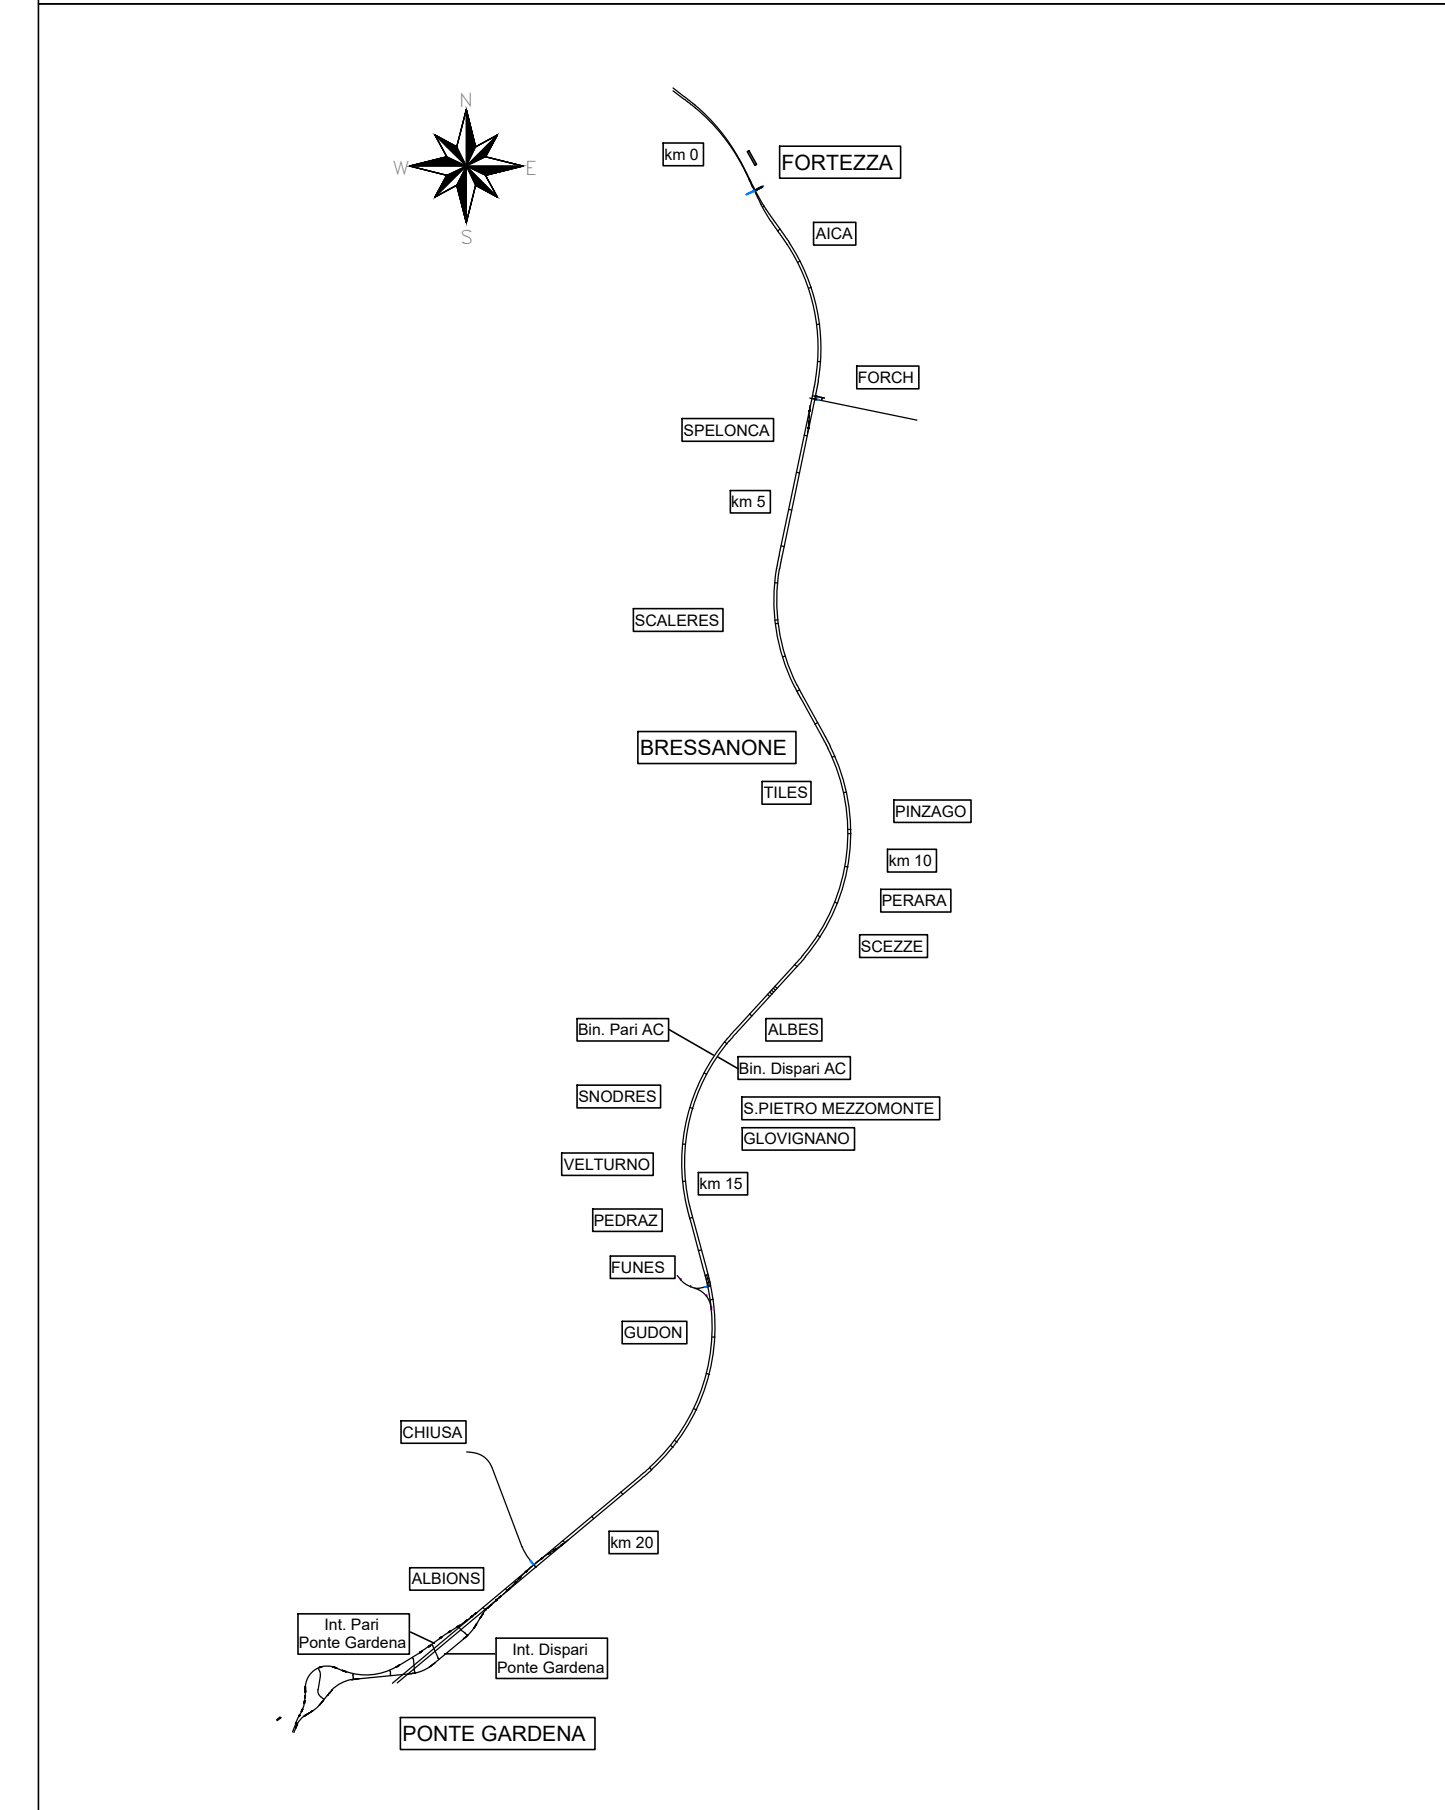 N
km 0
FORTEZZA
W
E
AICA
S
FORCH
SPELONCA
km 5
SCALERES
BRESSANONE
TILES
PINZAGO
km 10
PERARA
SCEZZE
Bin. Pari AC
ALBES
Bin. Dispari AC
SNODRES
S.PIETRO MEZZOMONTE
GLOVIGNANO
VELTURNO
km 15
PEDRAZ
FUNES
GUDON
CHIUSA
km 20
ALBIONS
Int. Pari
Ponte Gardena
Int. Dispari
Ponte Gardena
PONTE GARDENA